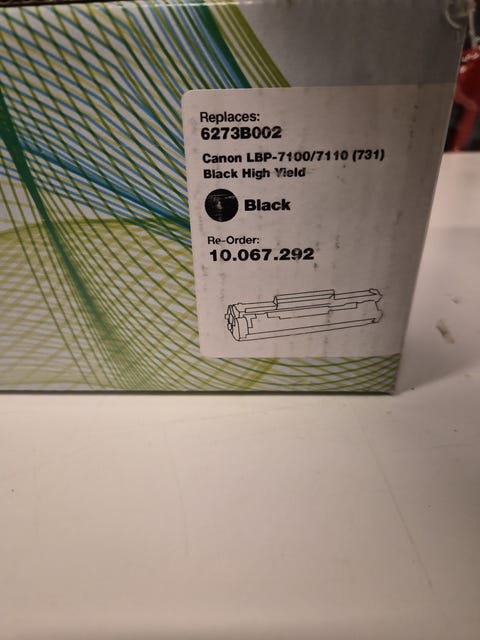 Replaces:
6273B002
Canon LBP-7100/7110 (731)
Black High Yield
Black
Re-Order:
10.067.292